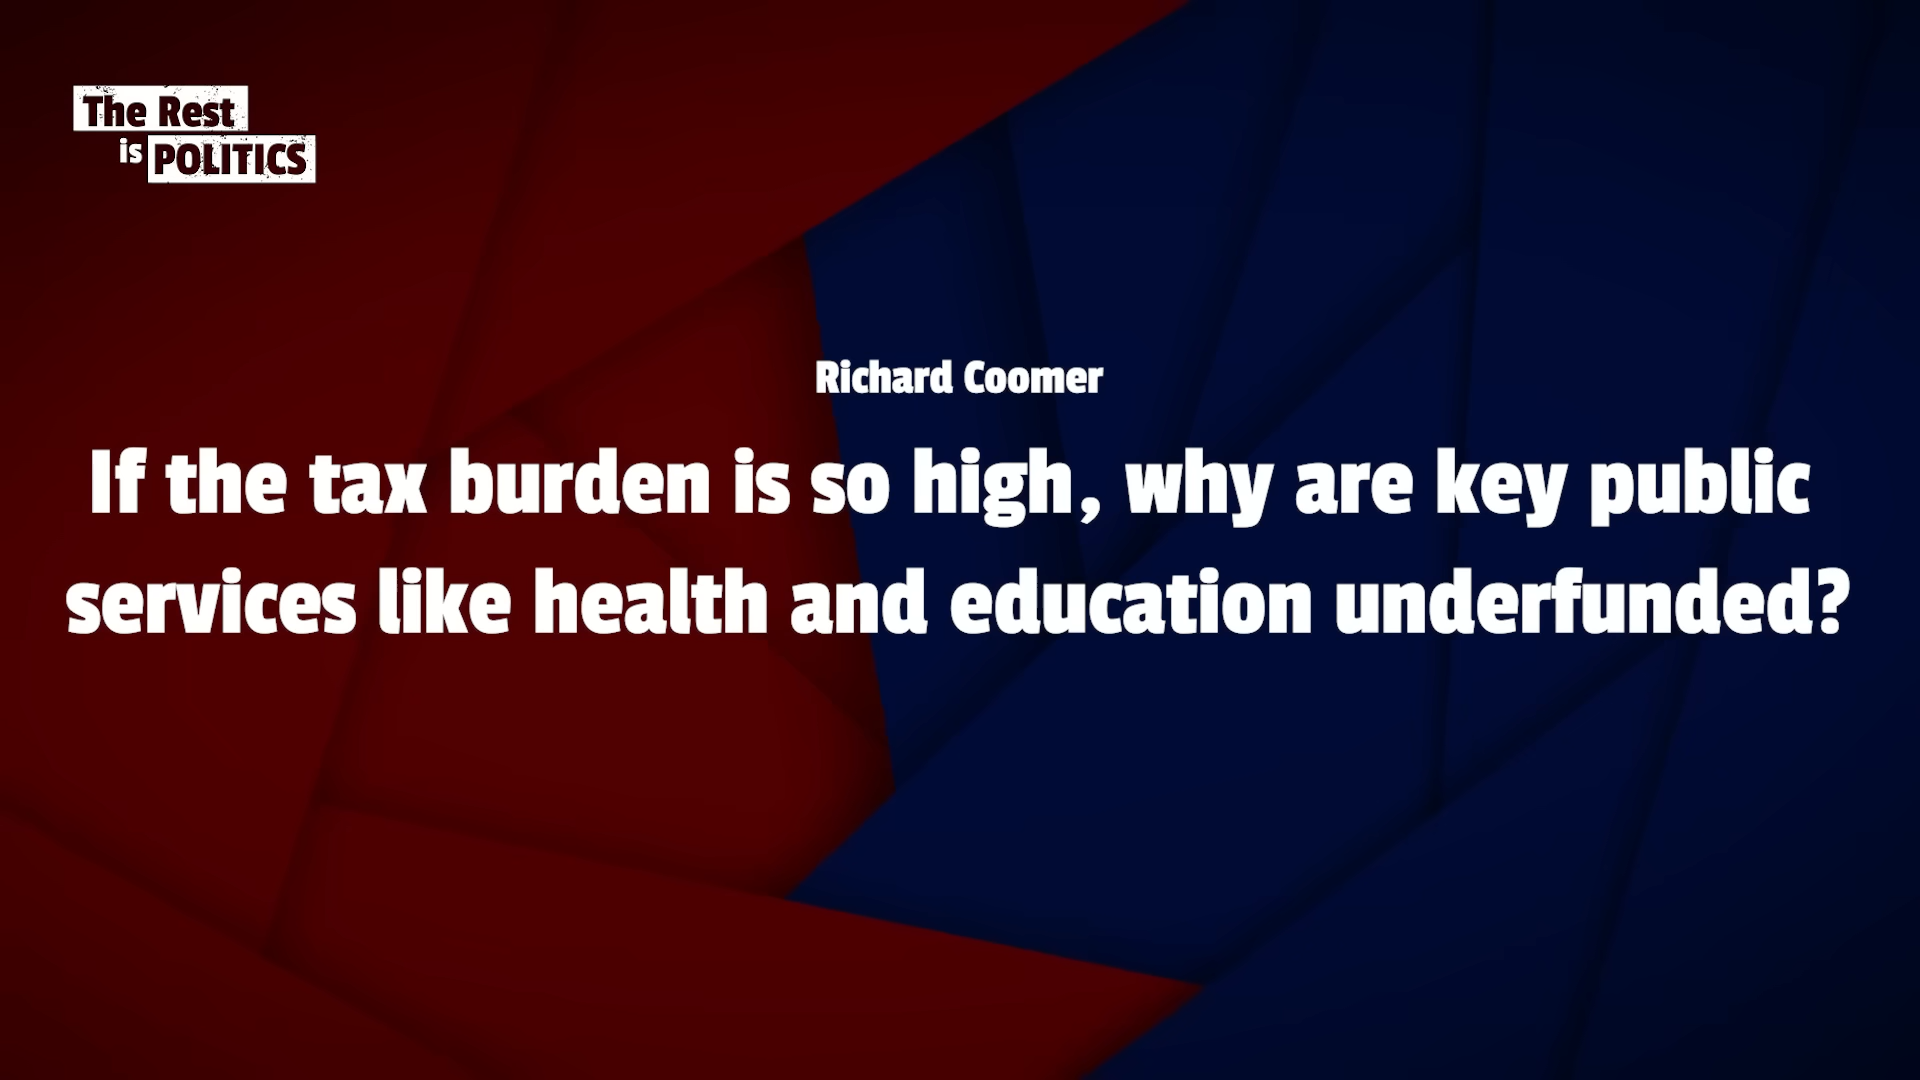 The Rest
is POLITICS
Richard Coomer
If the tax burden is so high, why are key public
services like health and education underfunded?